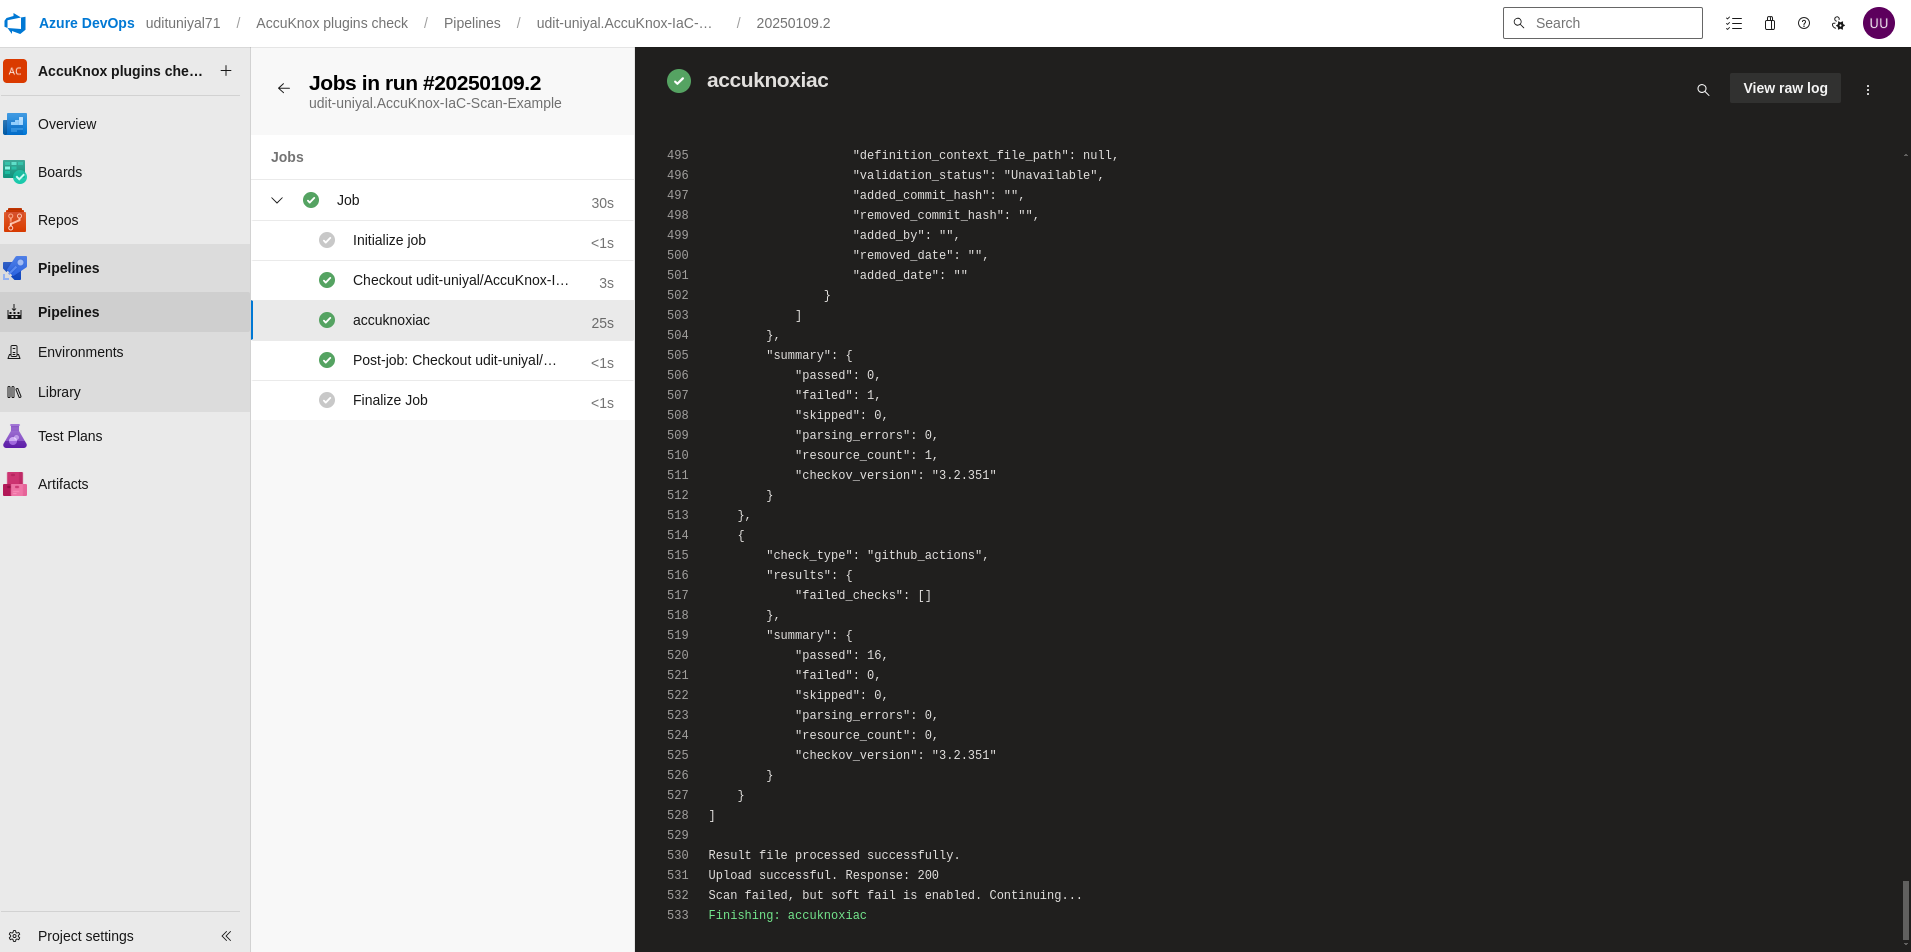 Azure DevOps udituniyal71 / AccuKnox plugins check / Pipelines / udit-uniyal.AccuKnox-IaC-... / 20250109.2
Search
UU
AC AccuKnox plugins che...
Overview
Boards
Repos
Pipelines
Pipelines
Environments
Library
Test Plans
Artifacts
Project settings
Jobs in run #20250109.2
udit-uniyal.AccuKnox-IaC-Scan-Example
Jobs
Job 30s
Initialize job <1s
Checkout udit-uniyal/AccuKnox-I... 3s
accuknoxiac 25s
Post-job: Checkout udit-uniyal/... <1s
Finalize Job <1s
accuknoxiac
View raw log
495 "definition_context_file_path": null,
496 "validation_status": "Unavailable",
497 "added_commit_hash": "",
498 "removed_commit_hash": "",
499 "added_by": "",
500 "removed_date": "",
501 "added_date": ""
502 }
503 ]
504 },
505 "summary": {
506 "passed": 0,
507 "failed": 1,
508 "skipped": 0,
509 "parsing_errors": 0,
510 "resource_count": 1,
511 "checkov_version": "3.2.351"
512 }
513 },
514 {
515 "check_type": "github_actions",
516 "results": {
517 "failed_checks": []
518 },
519 "summary": {
520 "passed": 16,
521 "failed": 0,
522 "skipped": 0,
523 "parsing_errors": 0,
524 "resource_count": 0,
525 "checkov_version": "3.2.351"
526 }
527 }
528 ]
529
530 Result file processed successfully.
531 Upload successful. Response: 200
532 Scan failed, but soft fail is enabled. Continuing...
533 Finishing: accuknoxiac